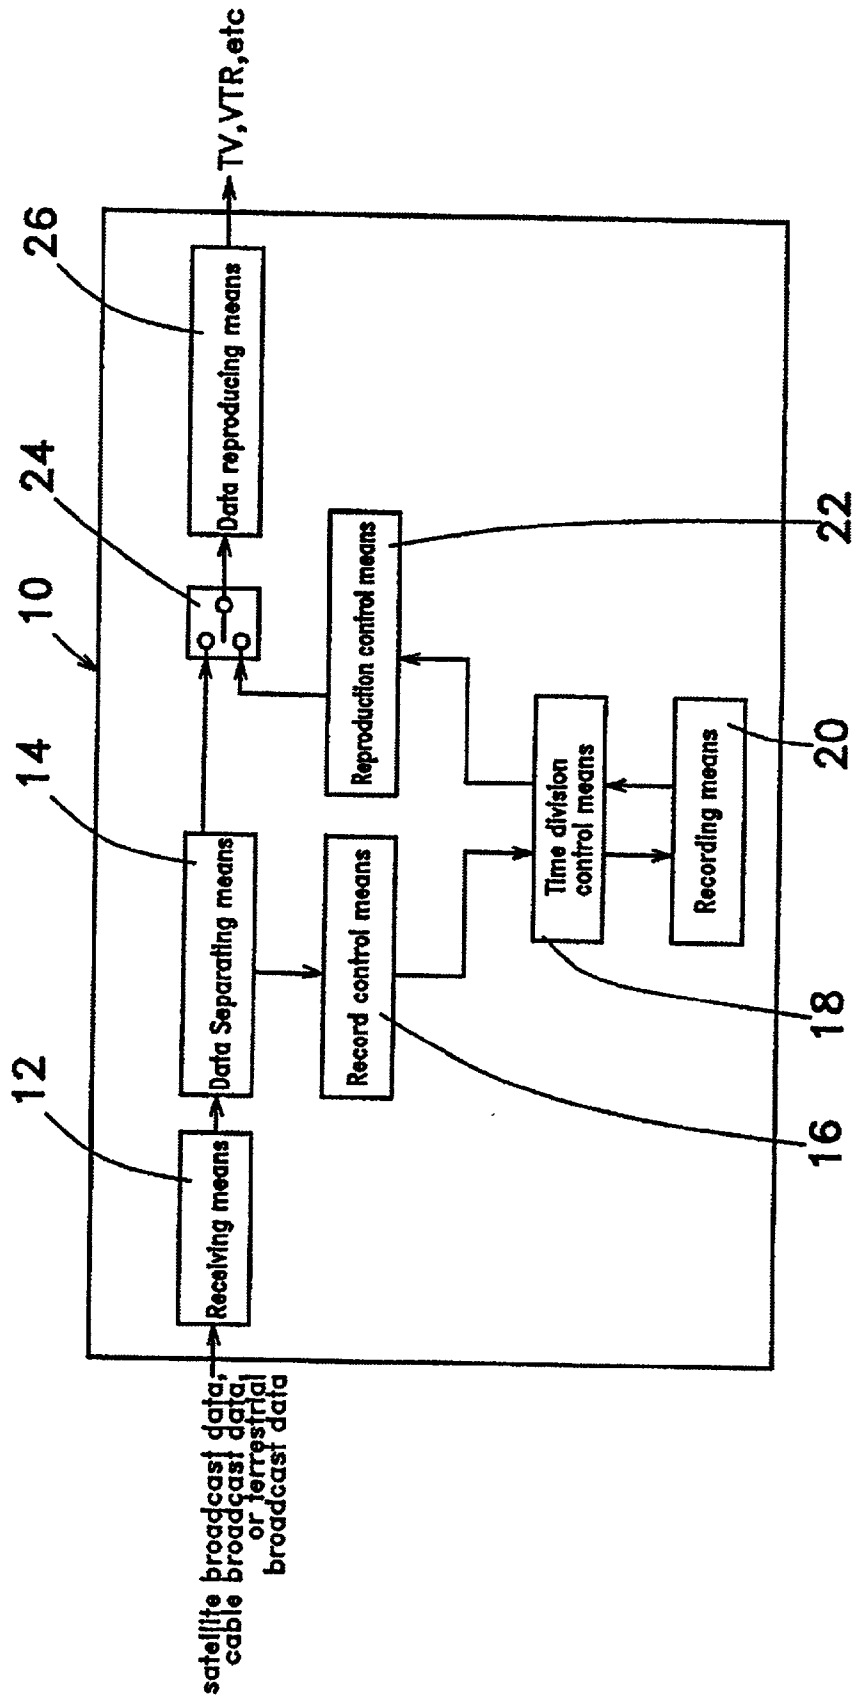 12
14
10
24
26
satellite broadcast data,
cable broadcast data,
or terrestrial
broadcast data
Receiving means
Data Separating means
Data reproducing means
TV,VTR,etc
Record control means
Reproduction control means
Time division
control means
Recording means
16
18
20
22